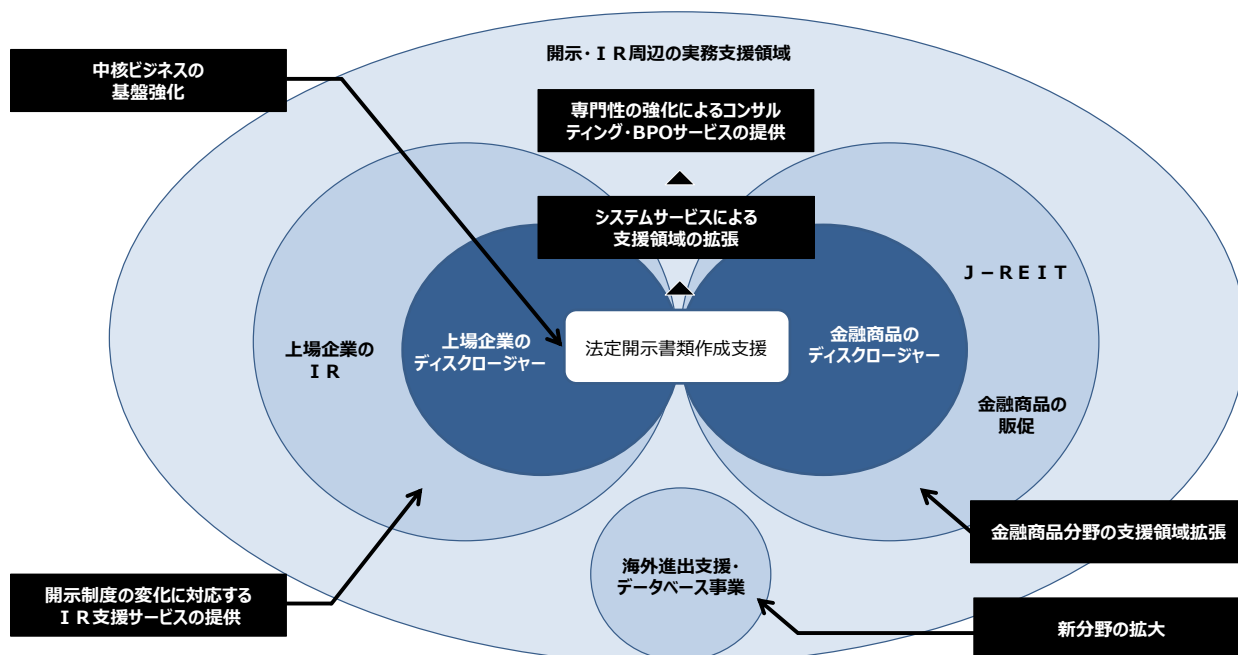 開示・ＩＲ周辺の実務支援領域
中核ビジネスの
基盤強化
専門性の強化によるコンサル
ティング・BPOサービスの提供
システムサービスによる
支援領域の拡張
Ｊ－ＲＥＩＴ
上場企業の
ＩＲ
上場企業の
ディスクロージャー
法定開示書類作成支援
金融商品の
ディスクロージャー
金融商品の
販促
金融商品分野の支援領域拡張
海外進出支援・
データベース事業
開示制度の変化に対応する
ＩＲ支援サービスの提供
新分野の拡大